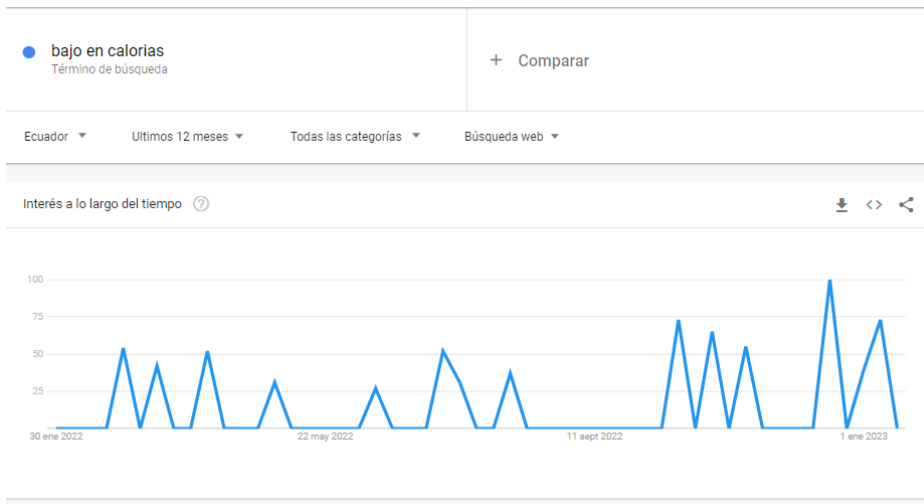 bajo en calorias
Término de búsqueda
+ Comparar
Ecuador
Últimos 12 meses
Todas las categorías
Búsqueda web
Interés a lo largo del tiempo
100
75
50
25
30 ene 2022
22 may 2022
11 sept 2022
1 ene 2023